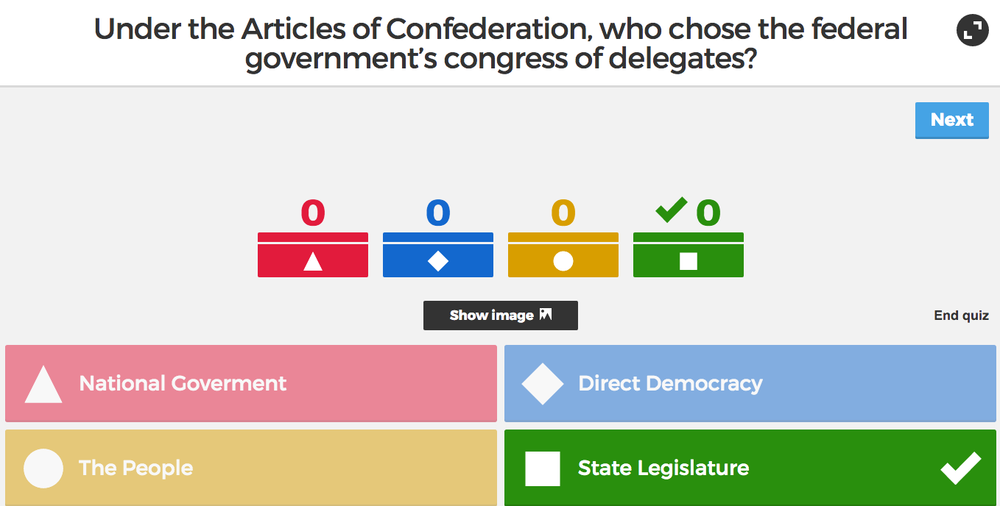 Under the Articles of Confederation, who chose the federal
government’s congress of delegates?
Next
0
0
0
0
Show image
End quiz
National Goverment
Direct Democracy
The People
State Legislature